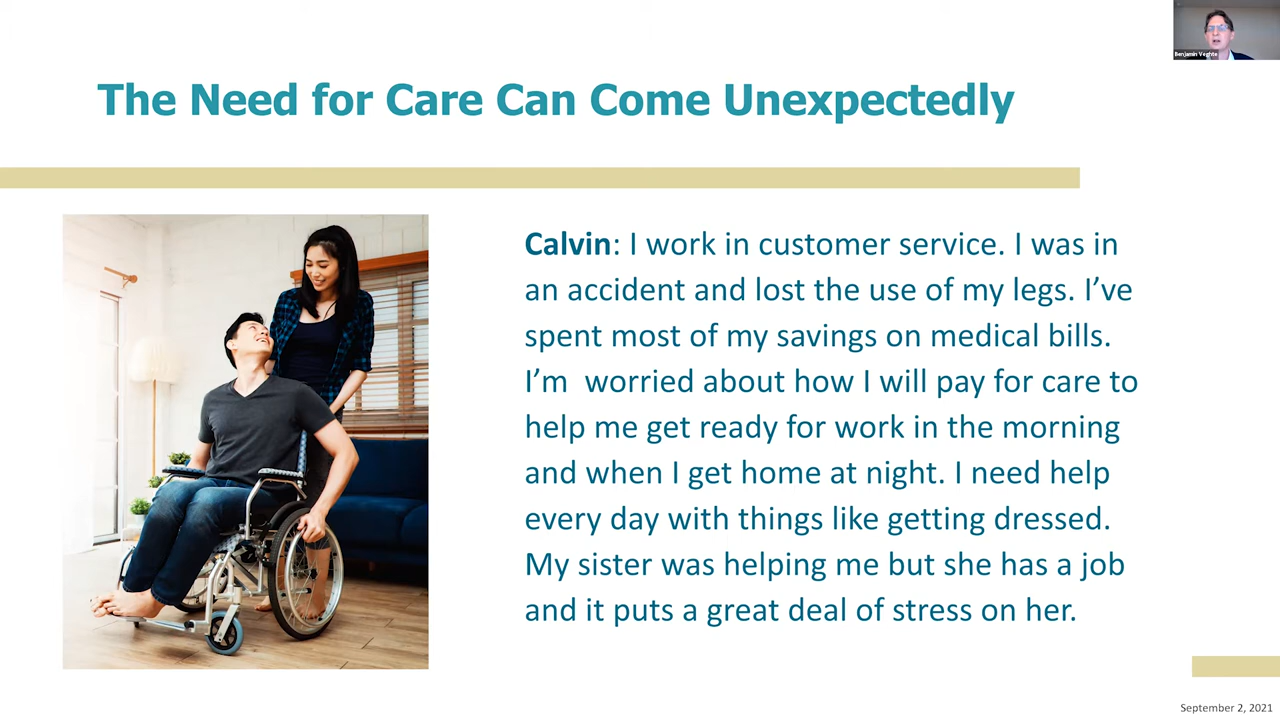 Benjamin Veghte
The Need for Care Can Come Unexpectedly
Calvin: I work in customer service. I was in
an accident and lost the use of my legs. I’ve
spent most of my savings on medical bills.
I’m  worried about how I will pay for care to
help me get ready for work in the morning
and when I get home at night. I need help
every day with things like getting dressed.
My sister was helping me but she has a job
and it puts a great deal of stress on her.
September 2, 2021